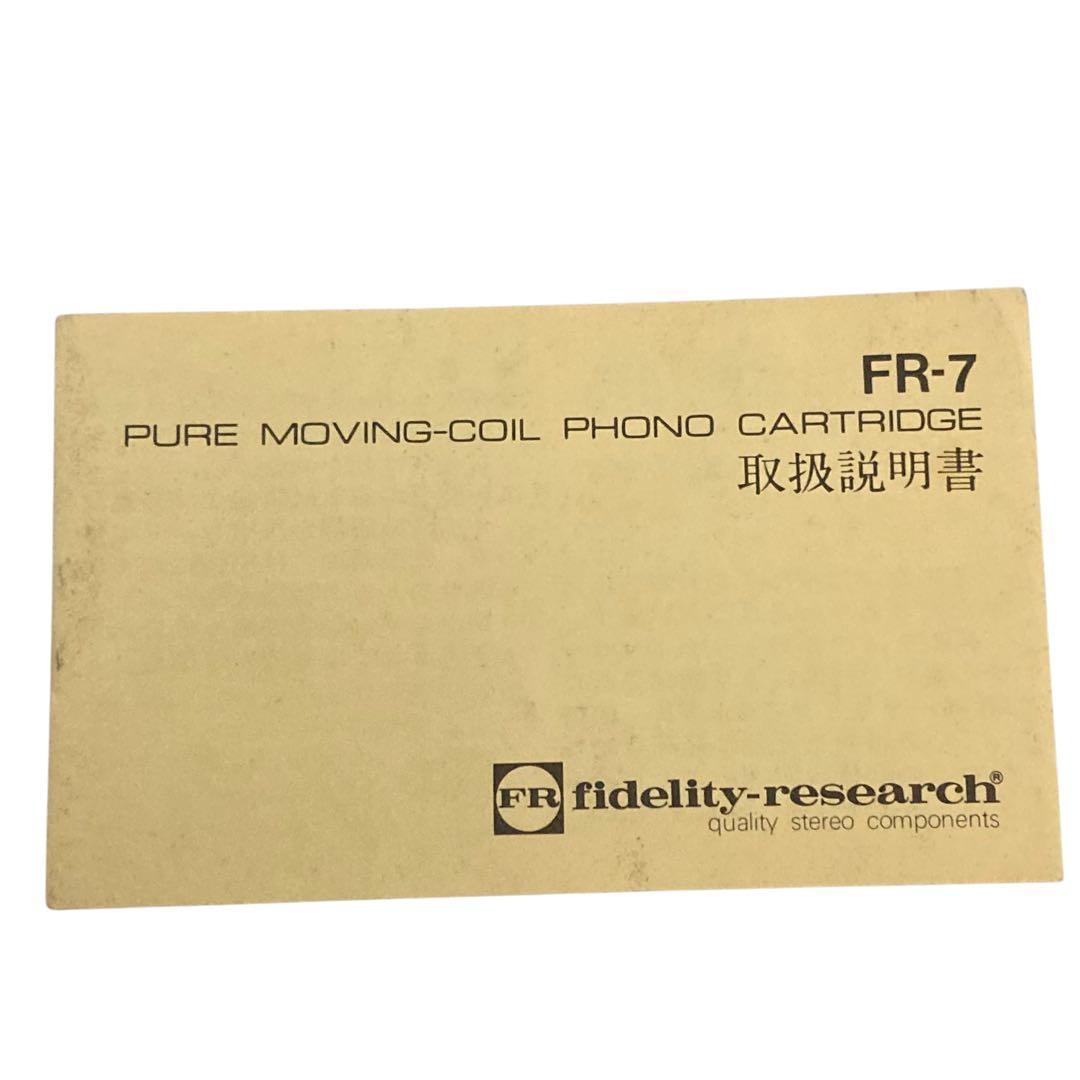 FR-7
PURE MOVING-COIL PHONO CARTRIDGE
取扱説明書
FR fidelity-research®
quality stereo components